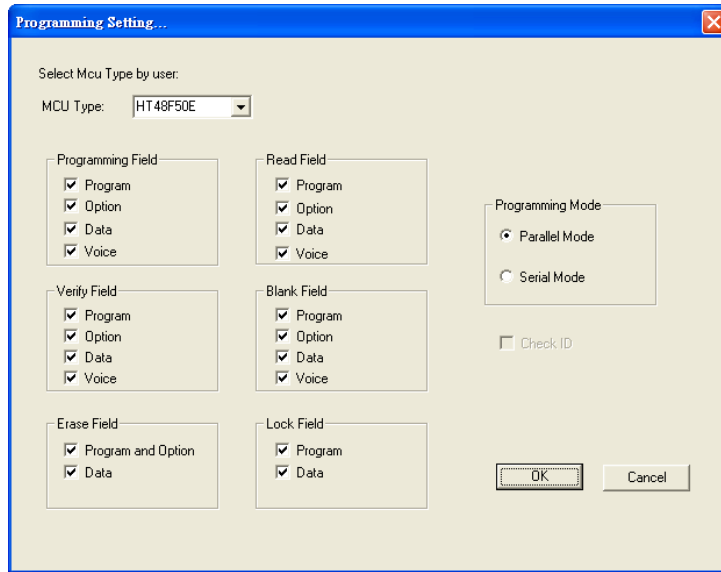 Programming Setting...
Select Mcu Type by user:
MCU Type: HT48F50E
Programming Field
Program
Option
Data
Voice
Read Field
Program
Option
Data
Voice
Programming Mode
Parallel Mode
Serial Mode
Verify Field
Program
Option
Data
Voice
Blank Field
Program
Option
Data
Voice
Check ID
Erase Field
Program and Option
Data
Lock Field
Program
Data
OK
Cancel